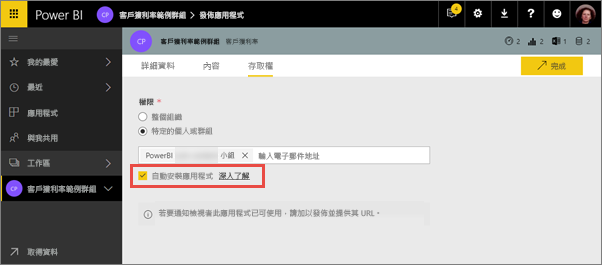 Power BI
CP
客戶獲利率範例群組 > 發佈應用程式
4
我的最愛
最近
應用程式
與我共用
工作區
CP
客戶獲利率範例群組
取得資料
CP
客戶獲利率範例群組 客戶獲利率
2 2 1 2
詳細資料 內容 存取權
完成
權限 *
整個組織
特定的個人或群組
PowerBI 小組 × 輸入電子郵件地址
自動安裝應用程式 深入了解
若要通知檢視者此應用程式已可使用,請加以發佈並提供其 URL。